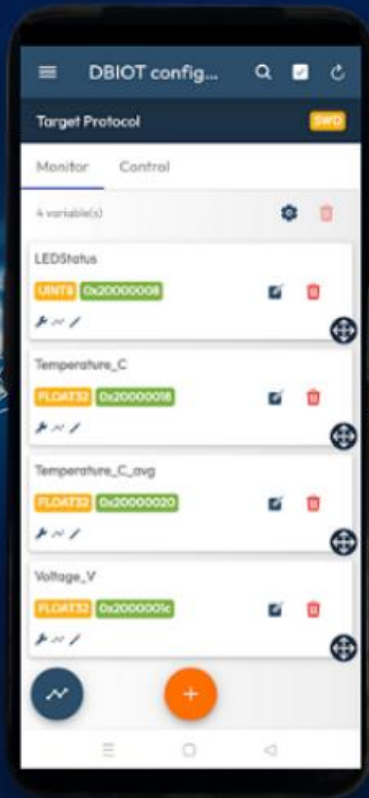 DBIOT config...
Target Protocol SWD
Monitor Control
4 variable(s)
LEDStatus
UINT8 0x20000008
Temperature_C
FLOAT32 0x20000018
Temperature_C_avg
FLOAT32 0x20000020
Voltage_V
FLOAT32 0x2000001c